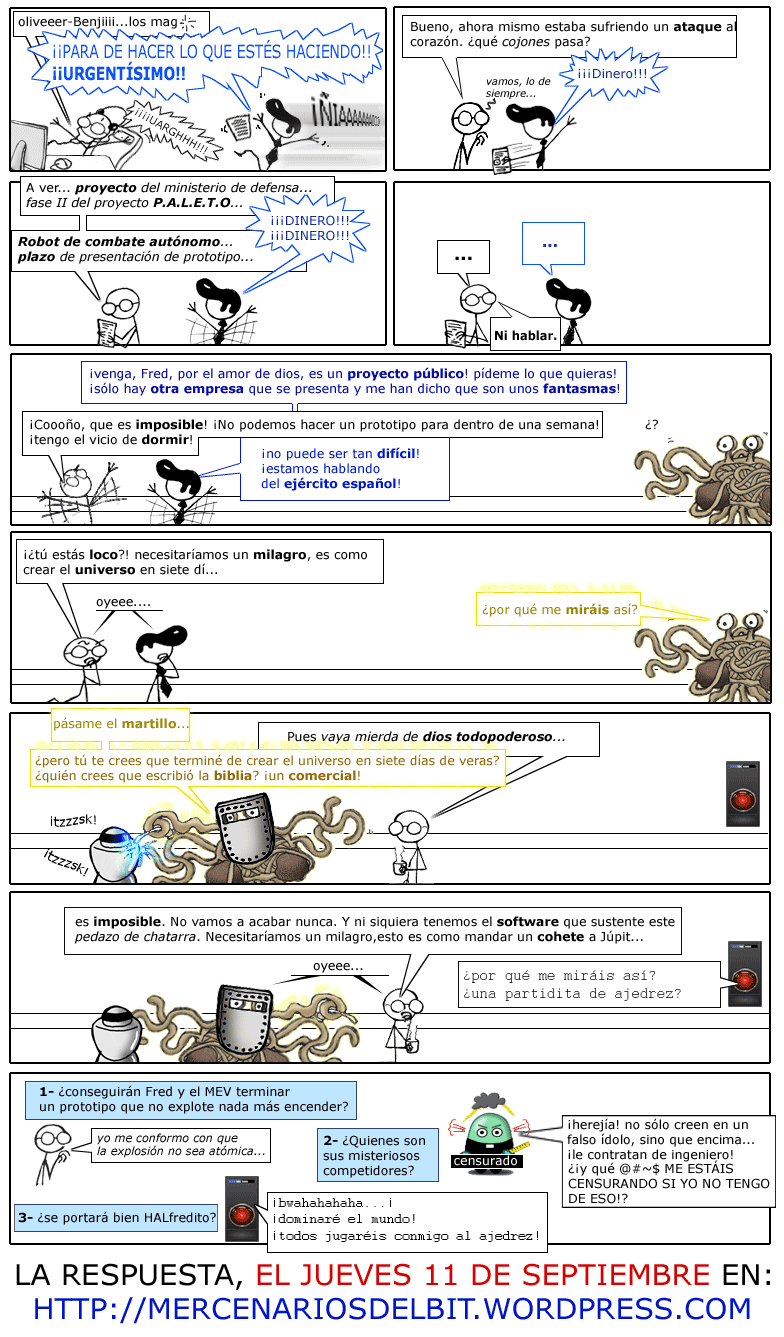 oliveeer-Benjiiii...los mag
¡¡PARA DE HACER LO QUE ESTÉS HACIENDO!!
¡¡URGENTÍSIMO!!
¡¡¡¡UARGHHH!!!
¡ÑIAAAAAAAA
Bueno, ahora mismo estaba sufriendo un ataque al
corazón. ¿qué cojones pasa?
vamos, lo de
siempre...
¡¡¡Dinero!!!
A ver... proyecto del ministerio de defensa...
fase II del proyecto P.A.L.E.T.O...
¡¡¡DINERO!!!
¡¡¡DINERO!!!
Robot de combate autónomo...
plazo de presentación de prototipo...
...
...
Ni hablar.
¡venga, Fred, por el amor de dios, es un proyecto público! pídeme lo que quieras!
¡sólo hay otra empresa que se presenta y me han dicho que son unos fantasmas!
¡Coooño, que es imposible! ¡No podemos hacer un prototipo para dentro de una semana!
¡tengo el vicio de dormir!
¿?
¡no puede ser tan difícil!
¡estamos hablando
del ejército español!
¡¿tú estás loco?! necesitaríamos un milagro, es como
crear el universo en siete dí...
oyeee....
¿por qué me miráis así?
pásame el martillo...
Pues vaya mierda de dios todopoderoso...
¿pero tú te crees que terminé de crear el universo en siete días de veras?
¿quién crees que escribió la biblia? ¡un comercial!
itzzzsk!
itzzzsk!
es imposible. No vamos a acabar nunca. Y ni siquiera tenemos el software que sustente este
pedazo de chatarra. Necesitaríamos un milagro,esto es como mandar un cohete a Júpit...
oyeee...
¿por qué me miráis así?
¿una partidita de ajedrez?
1- ¿conseguirán Fred y el MEV terminar
un prototipo que no explote nada más encender?
yo me conformo con que
la explosión no sea atómica...
2- ¿Quienes son
sus misteriosos
competidores?
censurado
¡herejía! no sólo creen en un
falso ídolo, sino que encima...
¡le contratan de ingeniero!
¿¡y qué @#~$ ME ESTÁIS
CENSURANDO SI YO NO TENGO
DE ESO!?
3- ¿se portará bien HALfredito?
¡bwahahahaha...¡
¡dominaré el mundo!
¡todos jugaréis conmigo al ajedrez!
LA RESPUESTA, EL JUEVES 11 DE SEPTIEMBRE EN:
HTTP://MERCENARIOSDELBIT.WORDPRESS.COM